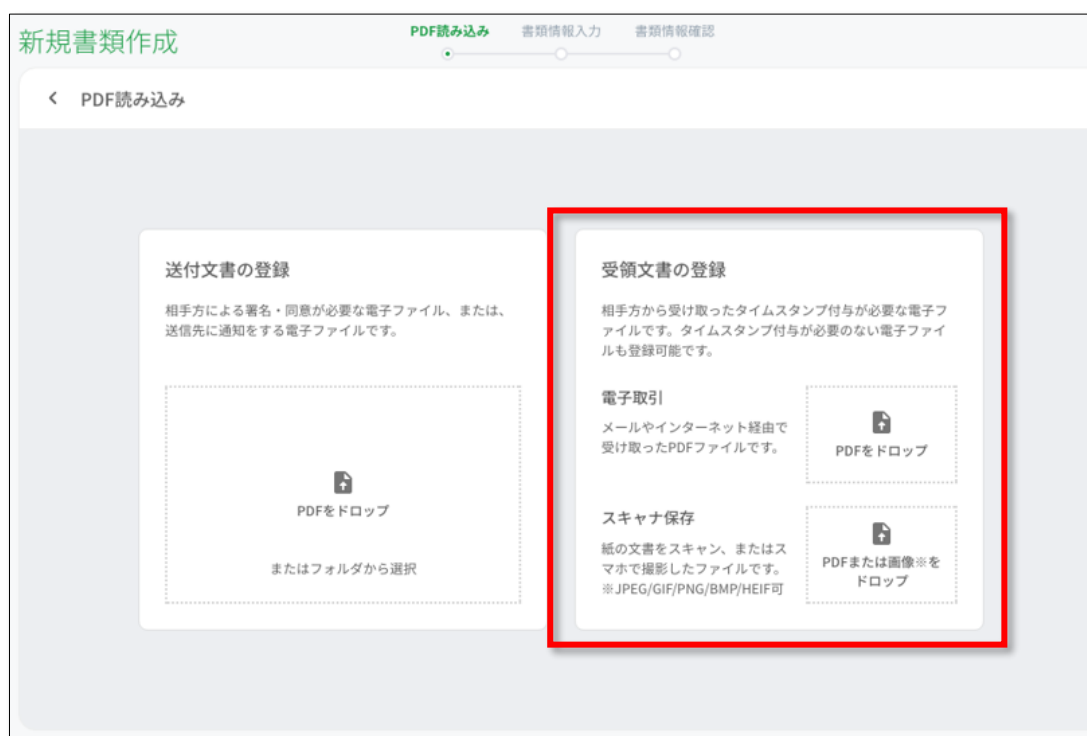 新規書類作成
PDF読み込み
書類情報入力
書類情報確認
PDF読み込み
送付文書の登録
相手方による署名・同意が必要な電子ファイル、または、
送信先に通知をする電子ファイルです。
PDFをドロップ
またはフォルダから選択
受領文書の登録
相手方から受け取ったタイムスタンプ付与が必要な電子フ
ァイルです。タイムスタンプ付与が必要のない電子ファイ
ルも登録可能です。
電子取引
メールやインターネット経由で
受け取ったPDFファイルです。
PDFをドロップ
スキャナ保存
紙の文書をスキャン、またはス
マホで撮影したファイルです。
※JPEG/GIF/PNG/BMP/HEIF可
PDFまたは画像※を
ドロップ